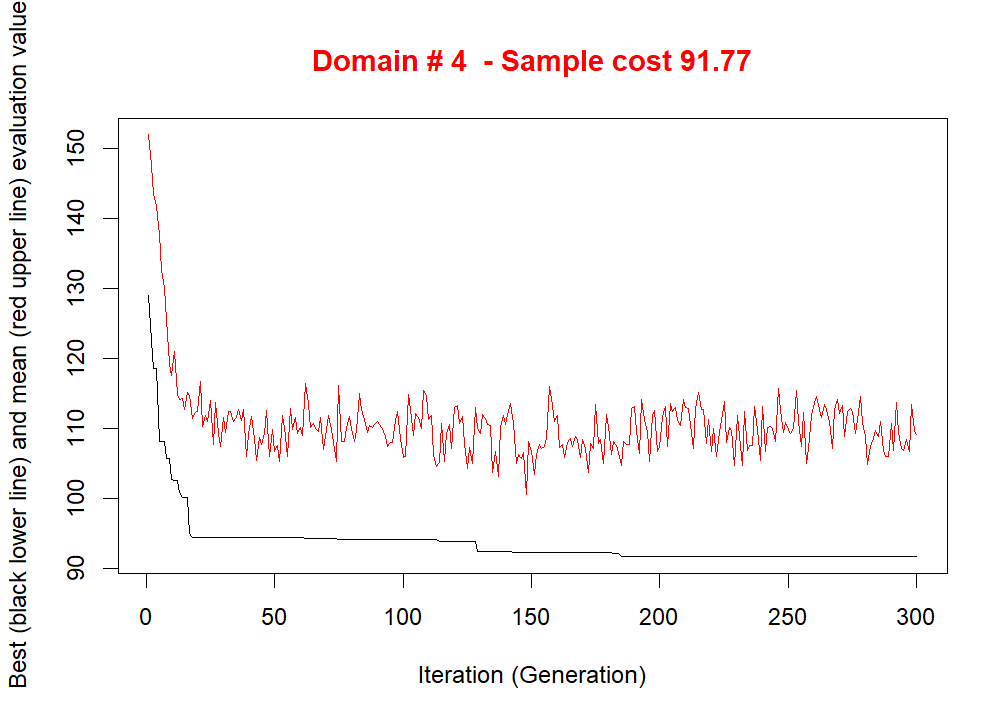 Domain # 4  - Sample cost 91.77
Best (black lower line) and mean (red upper line) evaluation value
150
140
130
120
110
100
90
0 50 100 150 200 250 300
Iteration (Generation)